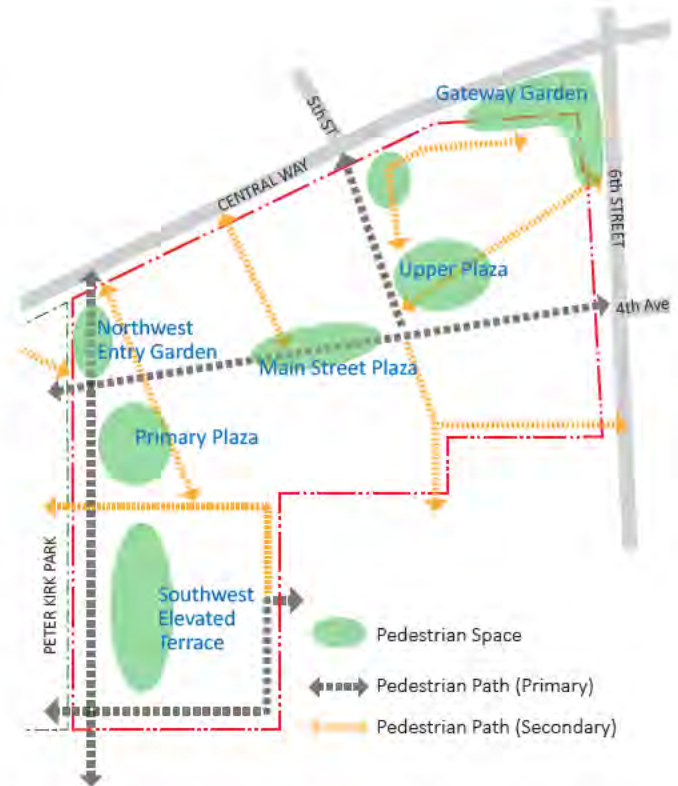 Gateway Garden
5th ST
CENTRAL WAY
6th STREET
Upper Plaza
4th Ave
Northwest
Entry Garden
Main Street Plaza
Primary Plaza
PETER KIRK PARK
Southwest
Elevated
Terrace
Pedestrian Space
Pedestrian Path (Primary)
Pedestrian Path (Secondary)